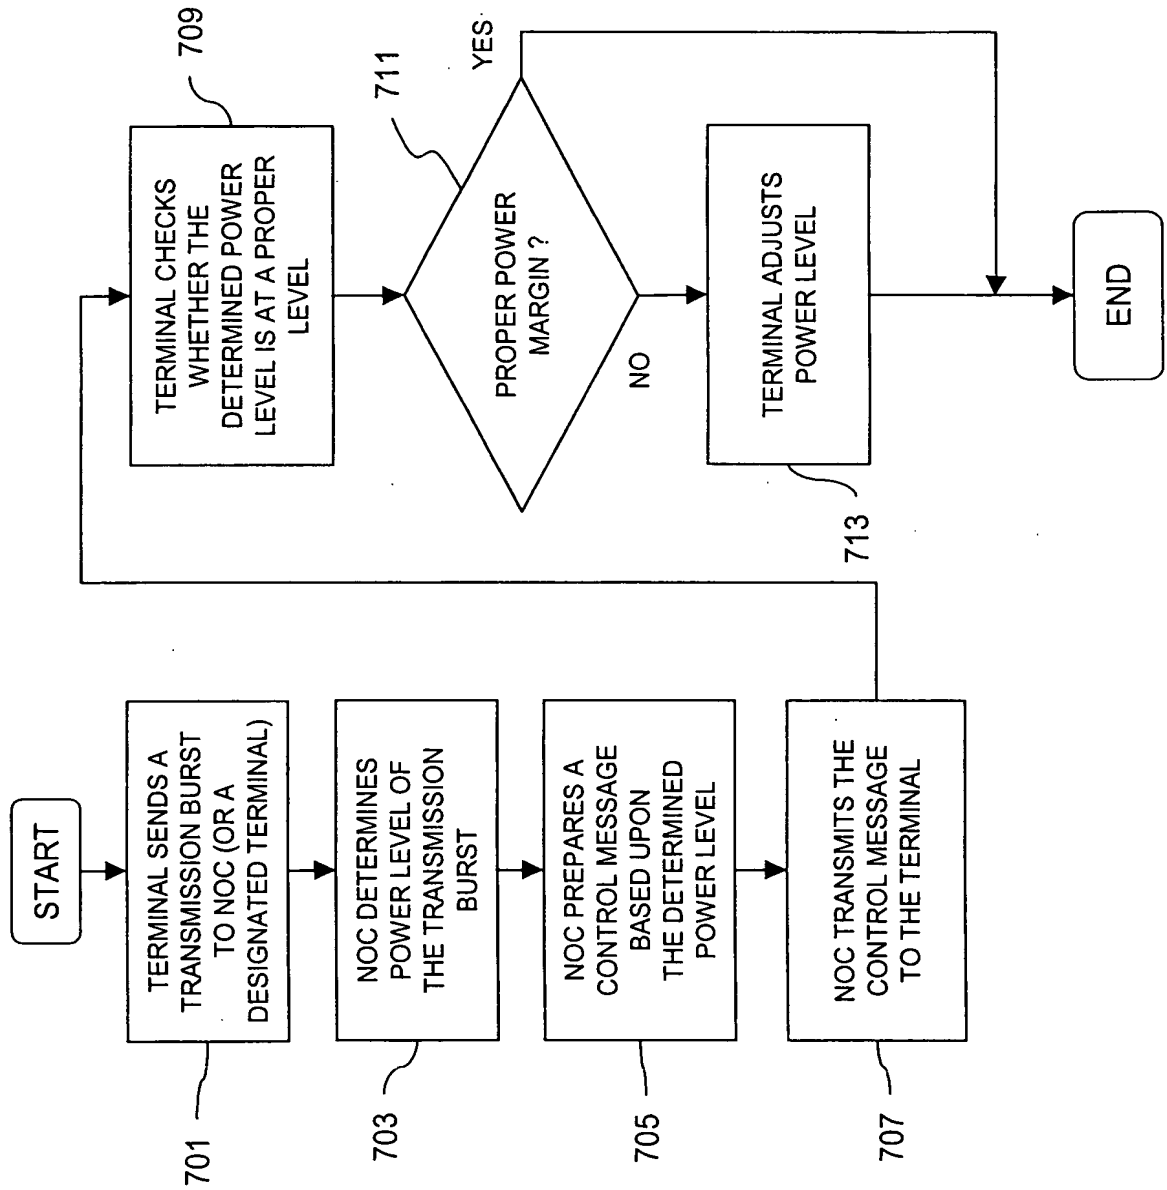 START
TERMINAL SENDS A
TRANSMISSION BURST
TO NOC (OR A
DESIGNATED TERMINAL)
701
NOC DETERMINES
POWER LEVEL OF
THE TRANSMISSION
BURST
703
NOC PREPARES A
CONTROL MESSAGE
BASED UPON
THE DETERMINED
POWER LEVEL
705
NOC TRANSMITS THE
CONTROL MESSAGE
TO THE TERMINAL
707
TERMINAL CHECKS
WHETHER THE
DETERMINED POWER
LEVEL IS AT A PROPER
LEVEL
709
PROPER POWER
MARGIN ?
711
YES
NO
TERMINAL ADJUSTS
POWER LEVEL
713
END